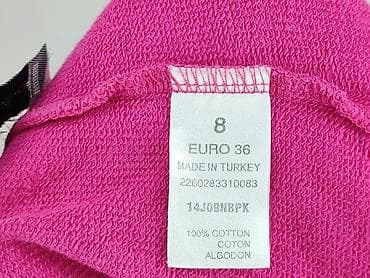 8
EURO 36
MADE IN TURKEY
2260283310083
14J09NBPK
100% COTTON
COTON
ALGODON